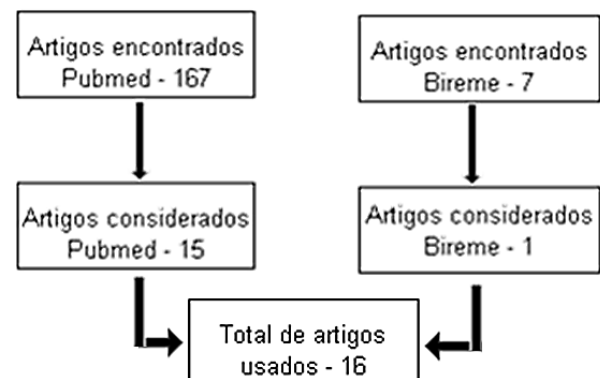 Artigos encontrados
Pubmed - 167
Artigos encontrados
Bireme - 7
Artigos considerados
Pubmed - 15
Artigos considerados
Bireme - 1
Total de artigos
usados - 16